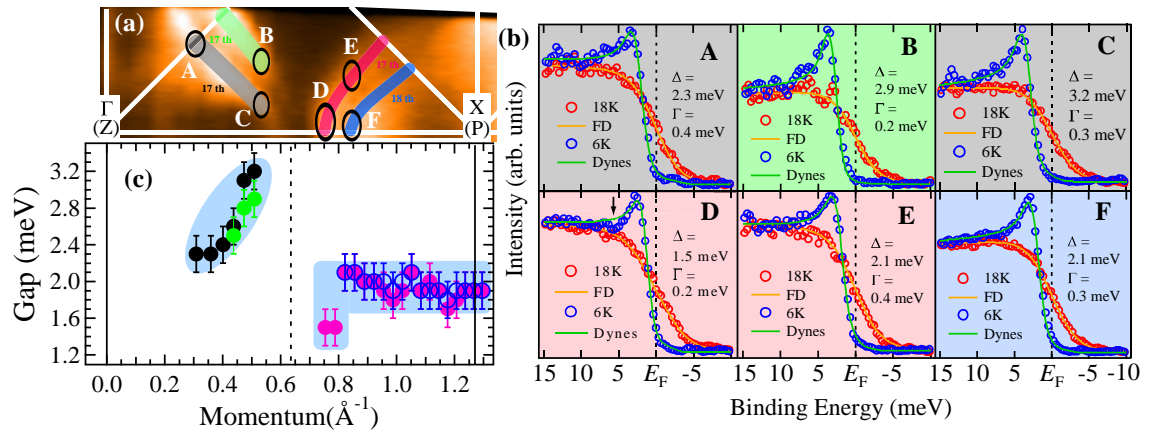 (a)
17 th
B
A
17 th
C
E
17 th
D
18 th
F
Γ
(Z)
X
(P)
(c)
Gap (meV)
3.2
2.8
2.4
2.0
1.6
1.2
0.0
0.2
0.4
0.6
0.8
1.0
1.2
Momentum(Å⁻¹)
(b)
Intensity (arb. units)
A
Δ =
2.3 meV
Γ =
0.4 meV
18K
FD
6K
Dynes
B
Δ =
2.9 meV
Γ =
0.2 meV
18K
FD
6K
Dynes
C
Δ =
3.2 meV
Γ =
0.3 meV
18K
FD
6K
Dynes
D
Δ =
1.5 meV
Γ =
0.2 meV
18K
FD
6K
Dynes
E
Δ =
2.1 meV
Γ =
0.4 meV
18K
FD
6K
Dynes
F
Δ =
2.1 meV
Γ =
0.3 meV
18K
FD
6K
Dynes
15 10 5 EF -5
15 10 5 EF -5
15 10 5 EF -5 -10
Binding Energy (meV)